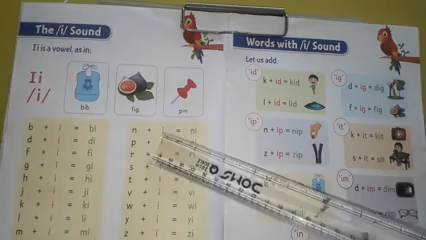 The /i/ Sound
I i is a vowel, as in:
I i
/i/
bib
fig
pin
b + i = bi
d + i = di
f + i = fi
g + i = gi
h + i = hi
+ i = ji
k + i = ki
l + i = li
m + i = mi
n + = ni
p +
r +
s +
t + i
v + i = vi
w + i = wi
y + i = yi
z + i = zi
Words with /i/ Sound
Let us add.
'id'
k + id = kid
l + id = lid
'ig'
d + ig = dig
f + ig = fig
'ip'
n + ip = nip
z + ip = zip
'it'
k + it = kit
s + it = sit
'im'
d + im = dim
'in'
DOMS